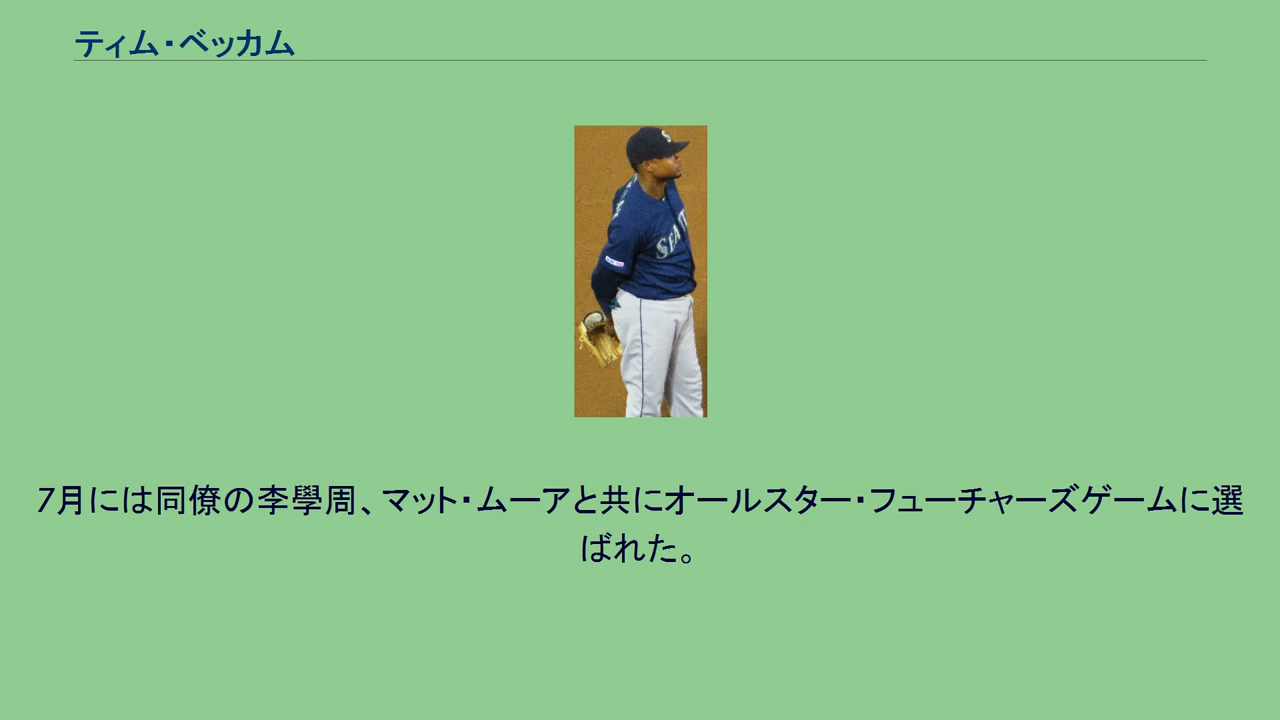 ティム・ベッカム
SEAT
7月には同僚の李學周、マット・ムーアと共にオールスター・フューチャーズゲームに選
ばれた。